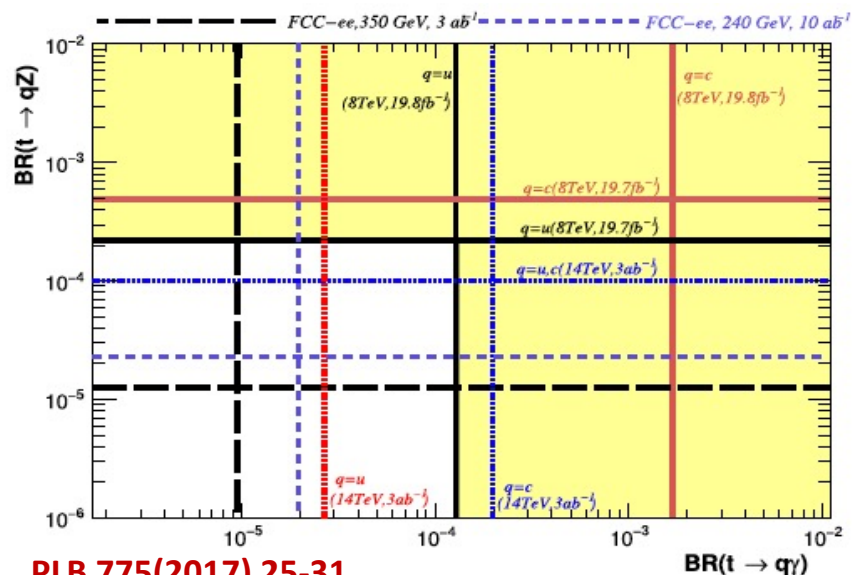 FCC-ee,350 GeV, 3 ab⁻¹ FCC-ee, 240 GeV, 10 ab⁻¹
10⁻²
q=u
(8TeV,19.8fb⁻¹)
q=c
(8TeV,19.8fb⁻¹)
BR(t → qZ)
10⁻³
q=c(8TeV,19.7fb⁻¹)
q=u(8TeV,19.7fb⁻¹)
q=u,c(14TeV,3ab⁻¹)
10⁻⁴
10⁻⁵
q=u
(14TeV,3ab⁻¹)
q=c
(14TeV,3ab⁻¹)
10⁻⁶
10⁻⁵ 10⁻⁴ 10⁻³ 10⁻²
PLB 775(2017) 25-31
BR(t → qγ)